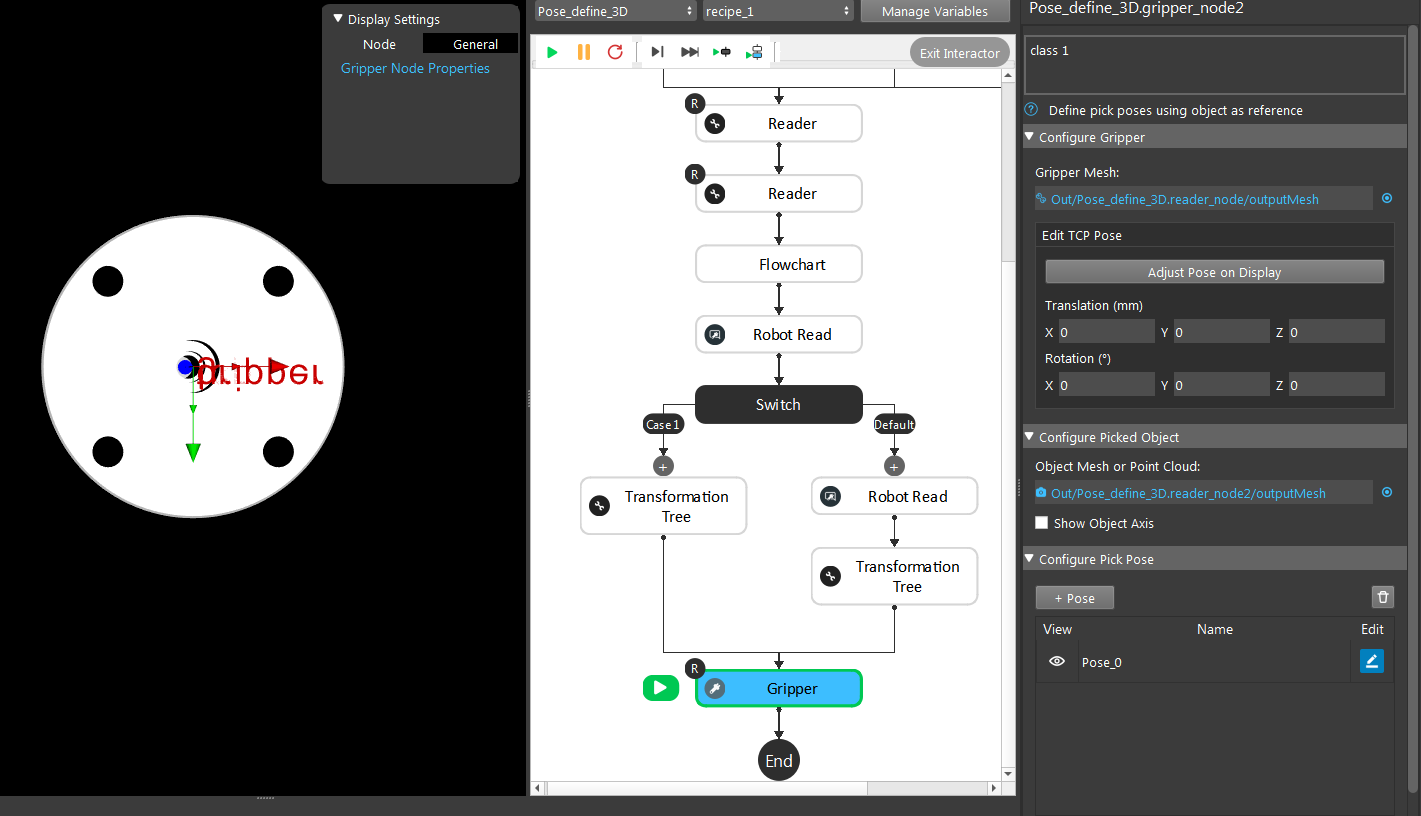 Display Settings
Node
General
Gripper Node Properties
Gripper
Pose_define_3D
recipe_1
Manage Variables
Exit Interactor
R
Reader
R
Reader
Flowchart
Robot Read
Switch
Case 1
Default
+
+
Transformation
Tree
Robot Read
Transformation
Tree
R
Gripper
End
Pose_define_3D.gripper_node2
class 1
? Define pick poses using object as reference
Configure Gripper
Gripper Mesh:
Out/Pose_define_3D.reader_node/outputMesh
Edit TCP Pose
Adjust Pose on Display
Translation (mm)
X 0 Y 0 Z 0
Rotation (°)
X 0 Y 0 Z 0
Configure Picked Object
Object Mesh or Point Cloud:
Out/Pose_define_3D.reader_node2/outputMesh
Show Object Axis
Configure Pick Pose
+ Pose
View Name Edit
Pose_0